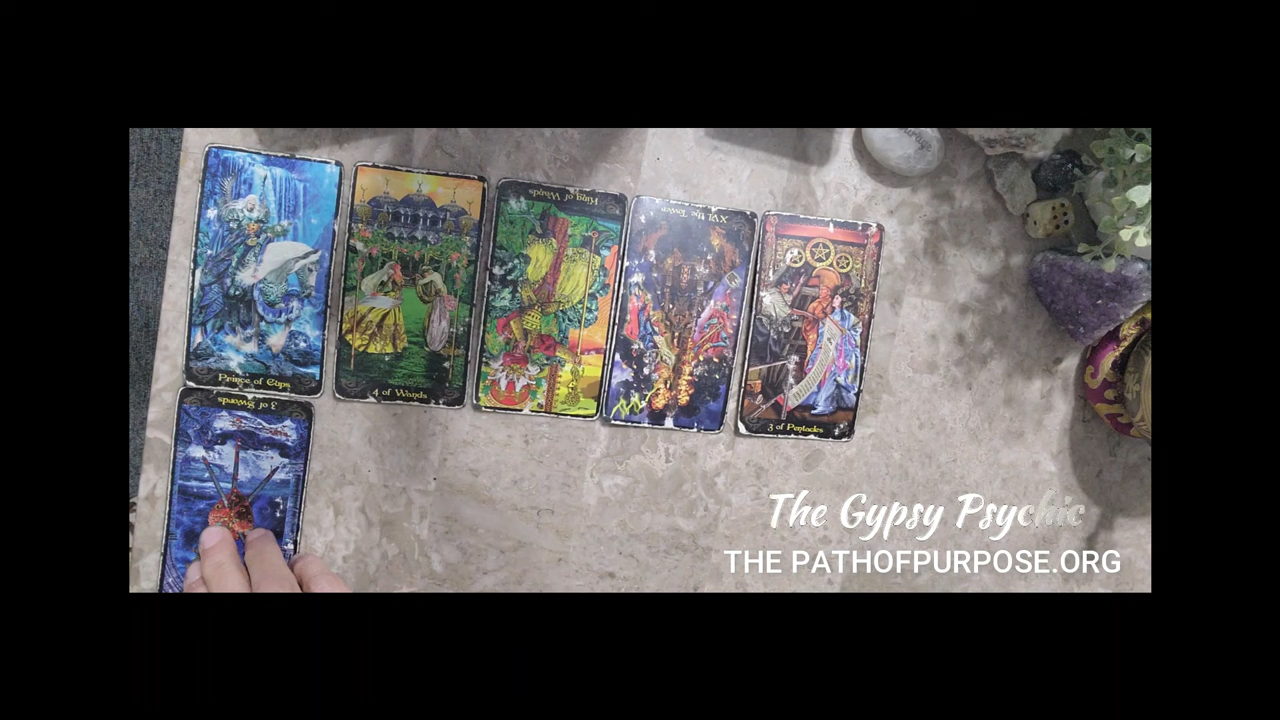 Prince of Cups
4 of Wands
King of Wands
XVI the Tower
3 of Pentacles
3 of Swords
The Gypsy Psychic
THE PATHOFPURPOSE.ORG